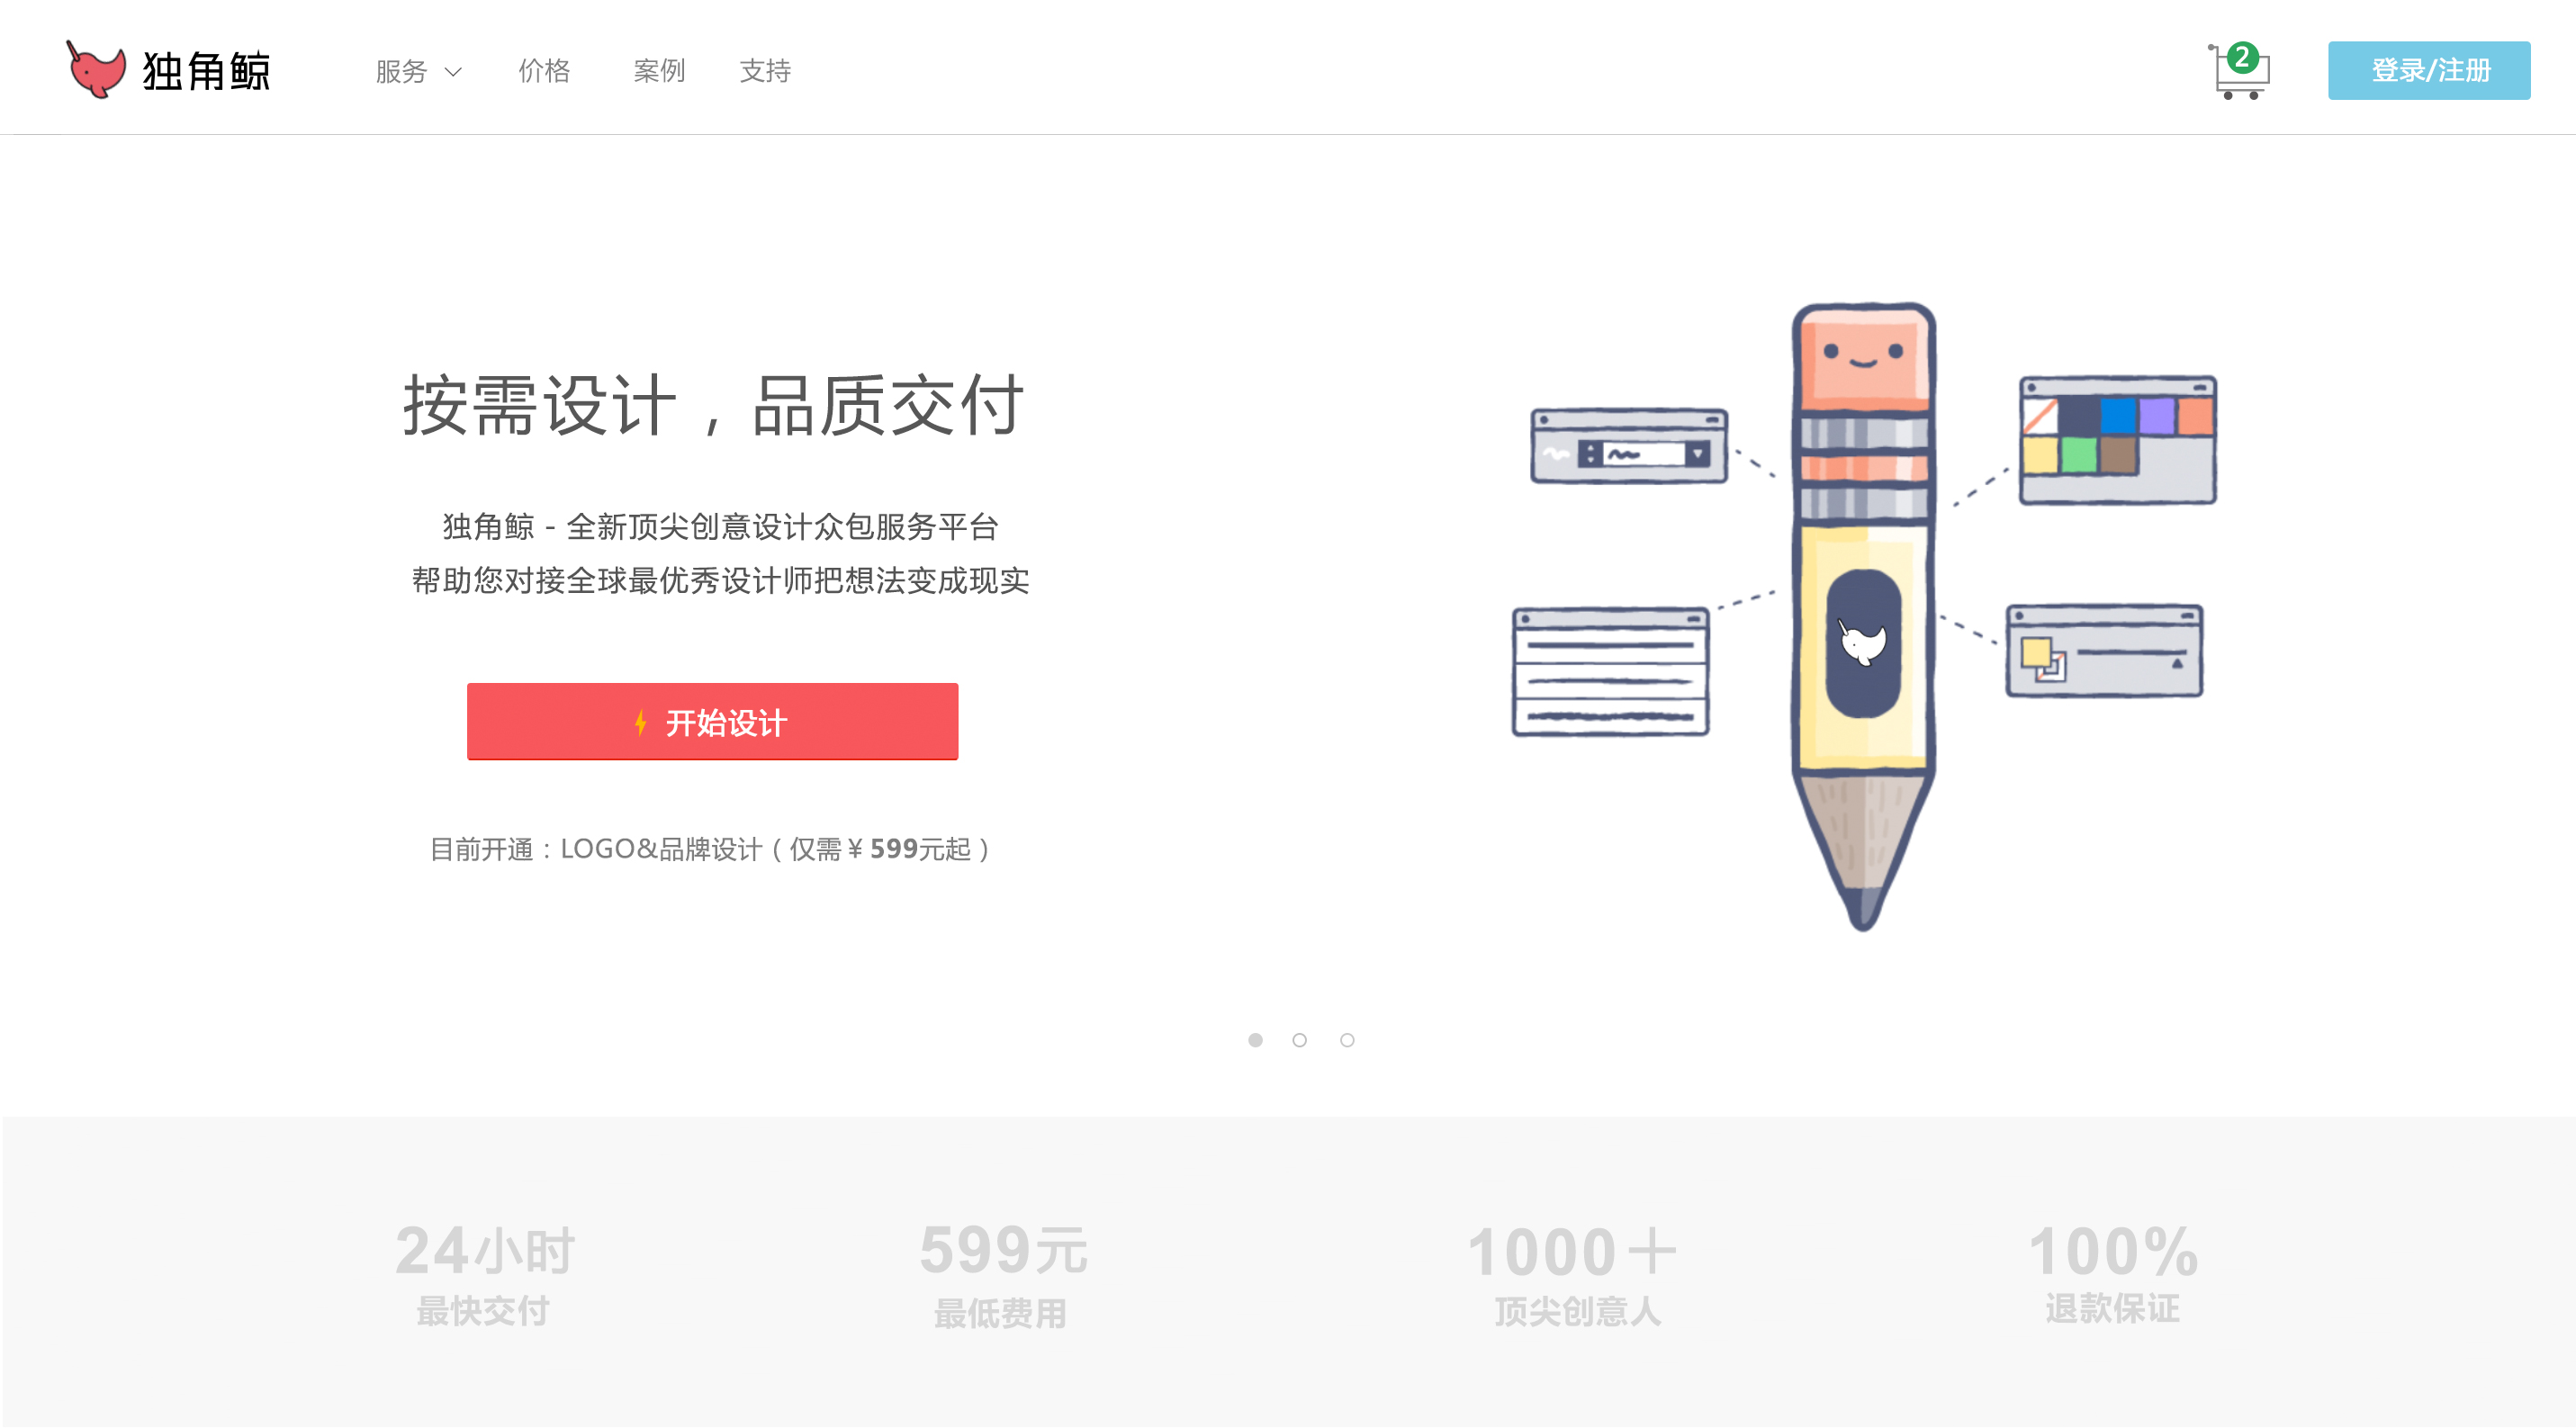 独角鲸
服务
价格
案例
支持
2
登录/注册
按需设计，品质交付
独角鲸 - 全新顶尖创意设计众包服务平台
帮助您对接全球最优秀设计师把想法变成现实
开始设计
目前开通：LOGO&品牌设计（仅需￥599元起）
24小时
最快交付
599元
最低费用
1000＋
顶尖创意人
100%
退款保证